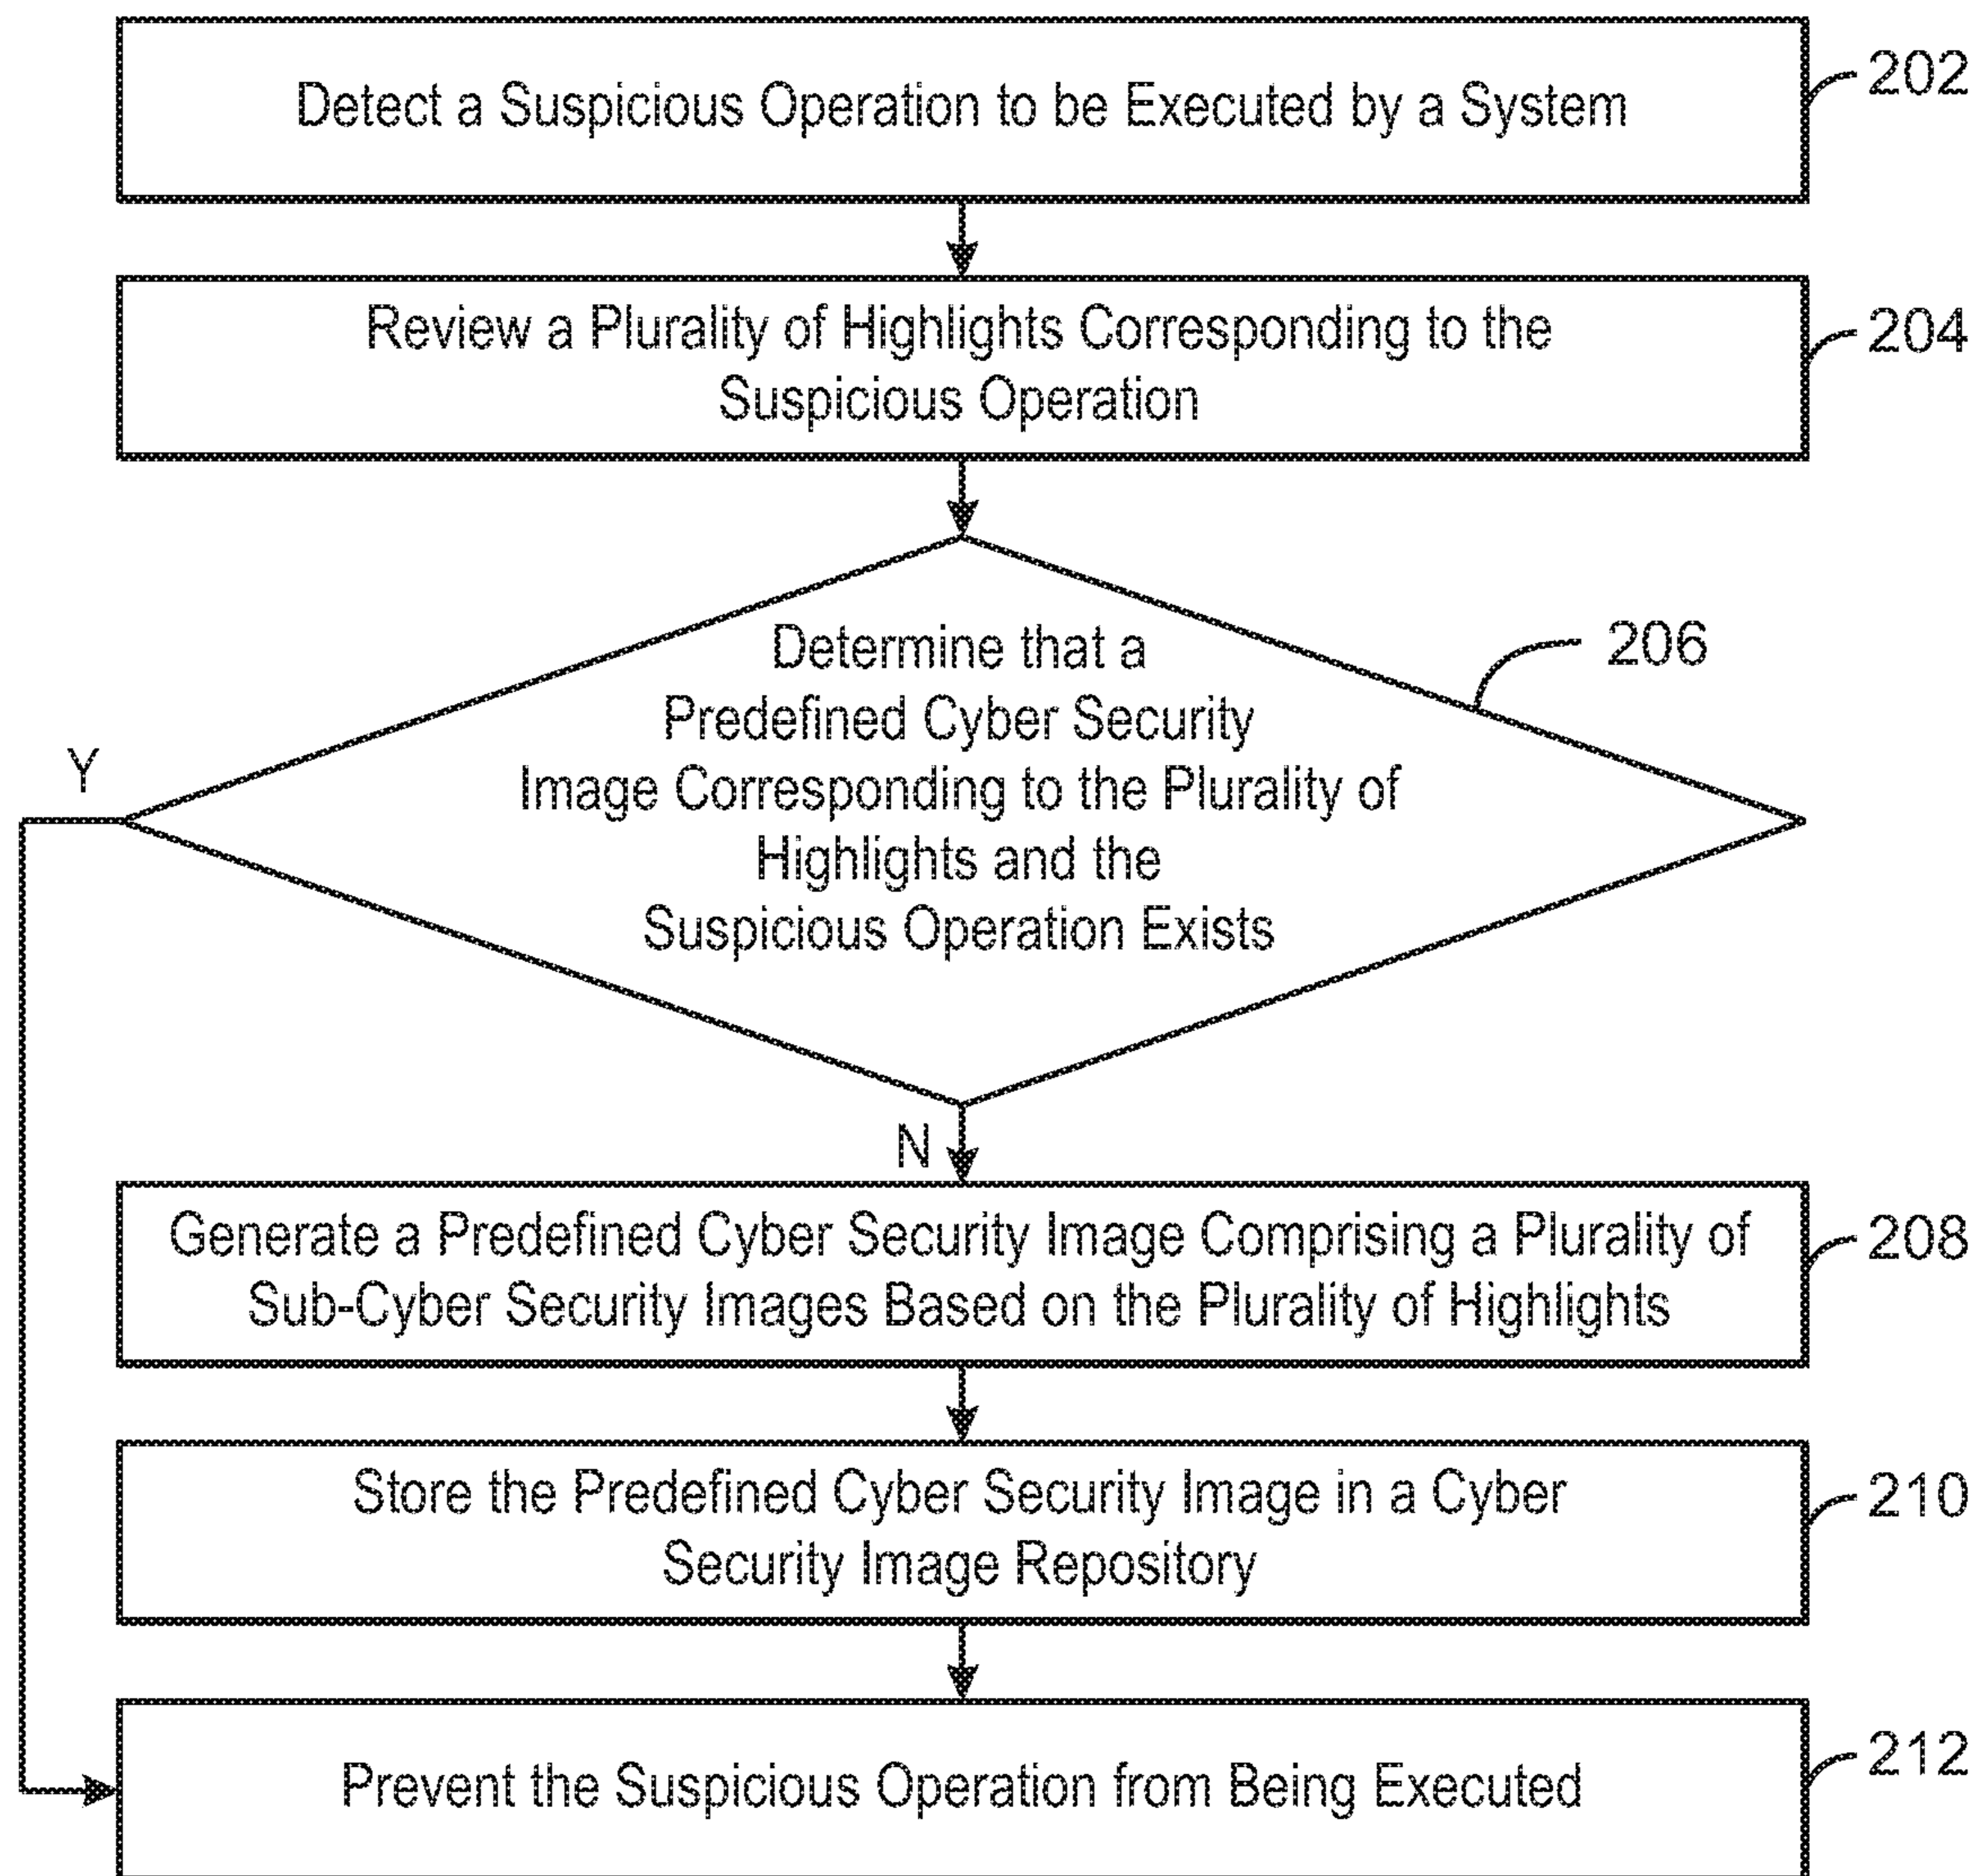 Detect a Suspicious Operation to be Executed by a System
202
Review a Plurality of Highlights Corresponding to the
Suspicious Operation
204
Determine that a
Predefined Cyber Security
Image Corresponding to the Plurality of
Highlights and the
Suspicious Operation Exists
206
Y
N
Generate a Predefined Cyber Security Image Comprising a Plurality of
Sub-Cyber Security Images Based on the Plurality of Highlights
208
Store the Predefined Cyber Security Image in a Cyber
Security Image Repository
210
Prevent the Suspicious Operation from Being Executed
212